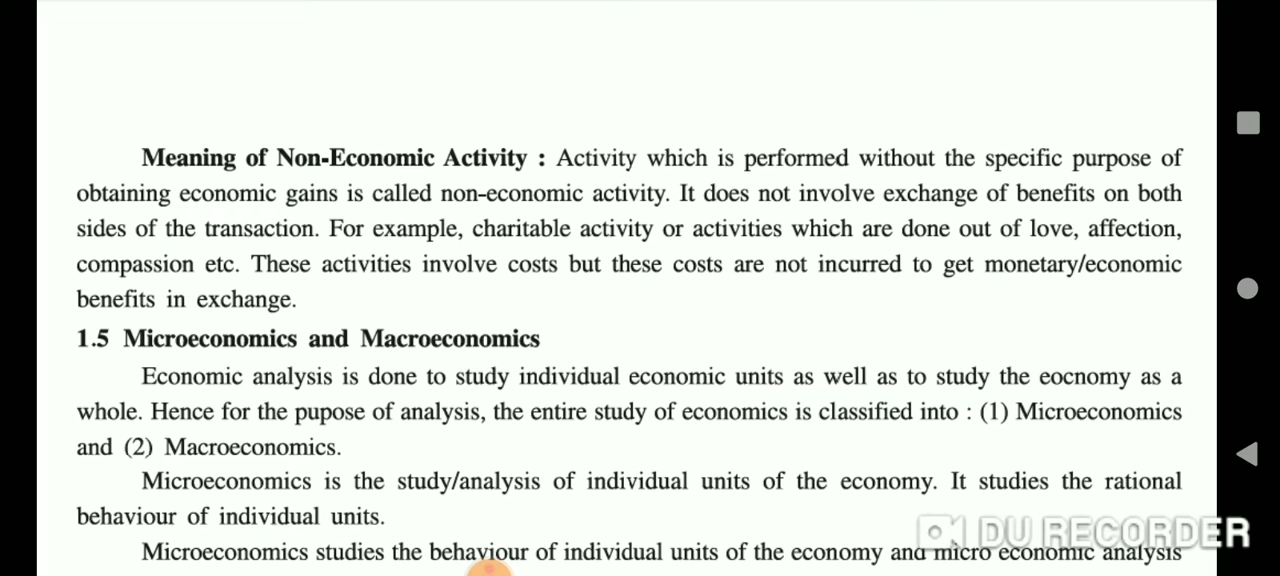 Meaning of Non-Economic Activity : Activity which is performed without the specific purpose of
obtaining economic gains is called non-economic activity. It does not involve exchange of benefits on both
sides of the transaction. For example, charitable activity or activities which are done out of love, affection,
compassion etc. These activities involve costs but these costs are not incurred to get monetary/economic
benefits in exchange.
1.5 Microeconomics and Macroeconomics
Economic analysis is done to study individual economic units as well as to study the eocnomy as a
whole. Hence for the pupose of analysis, the entire study of economics is classified into : (1) Microeconomics
and (2) Macroeconomics.
Microeconomics is the study/analysis of individual units of the economy. It studies the rational
behaviour of individual units.
Microeconomics studies the behaviour of individual units of the economy and micro economic analysis
DU RECORDER